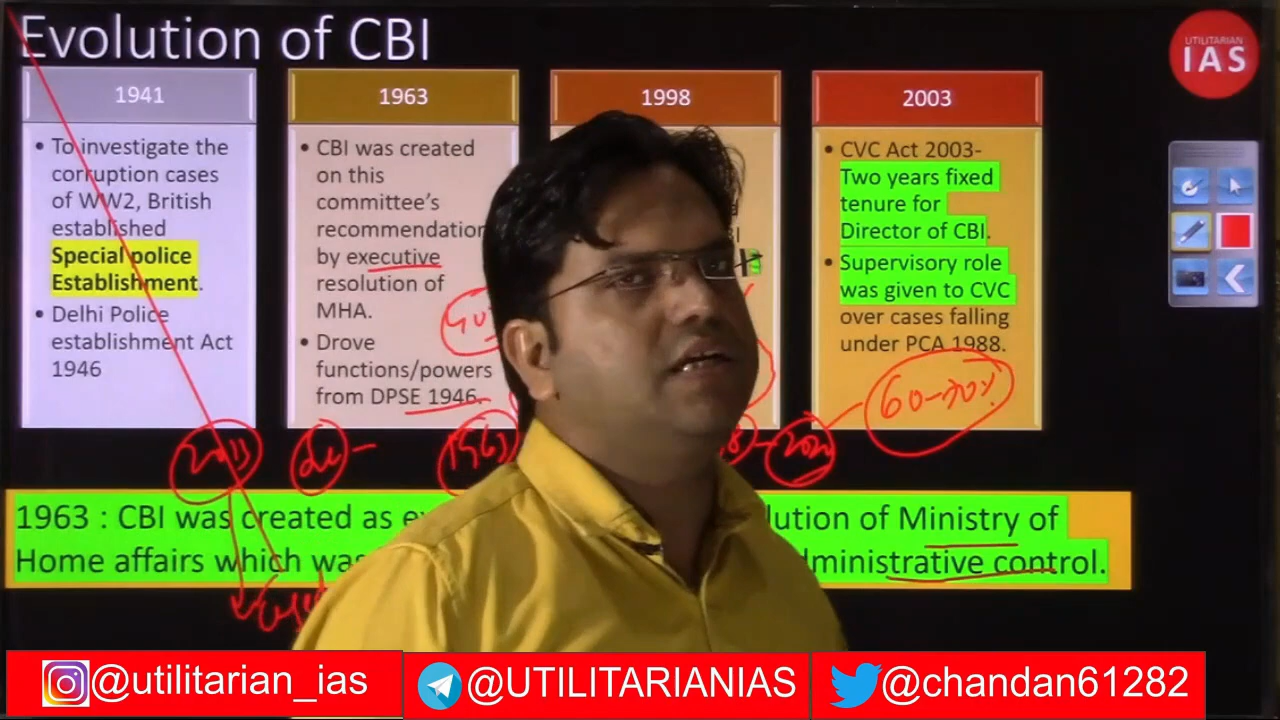 Evolution of CBI
UTILITARIAN
IAS
1941
• To investigate the
corruption cases
of WW2, British
established
Special police
Establishment.
• Delhi Police
establishment Act
1946
1963
• CBI was created
on this
committee's
recommendation
by executive
resolution of
MHA.
• Drove
functions/powers
from DPSE 1946.
1998
2003
• CVC Act 2003-
Two years fixed
tenure for
Director of CBI.
• Supervisory role
was given to CVC
over cases falling
under PCA 1988.
60-70%
1963
1963 : CBI was created as
of Ministry of
Home affairs which was
control.
@utilitarian_ias
@UTILITARIANIAS
@chandan61282